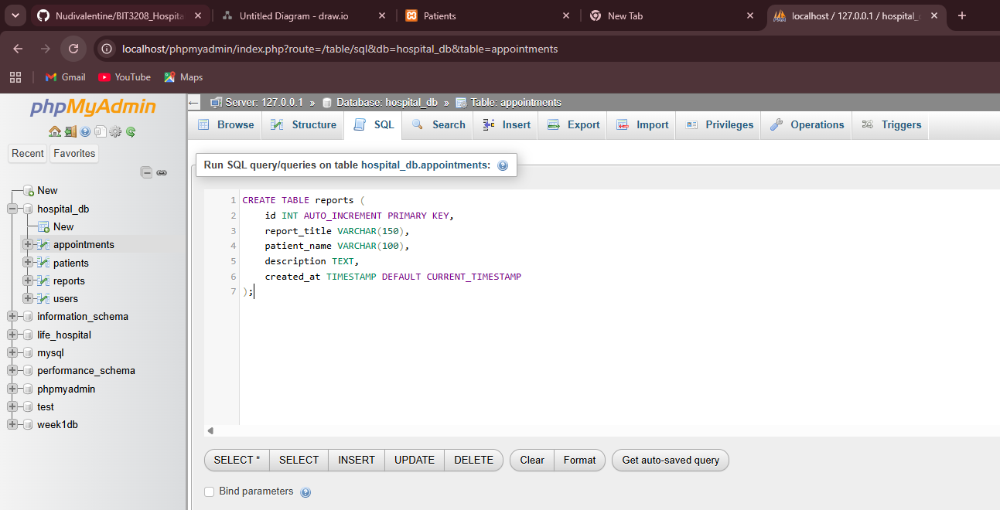 Nudivalentine/BIT3208_Hospita
Untitled Diagram - draw.io
Patients
New Tab
localhost / 127.0.0.1 / hospital_
localhost/phpmyadmin/index.php?route=/table/sql&db=hospital_db&table=appointments
Gmail
YouTube
Maps
phpMyAdmin
Recent
Favorites
New
hospital_db
New
appointments
patients
reports
users
information_schema
life_hospital
mysql
performance_schema
phpmyadmin
test
week1db
Server: 127.0.0.1 » Database: hospital_db » Table: appointments
Browse
Structure
SQL
Search
Insert
Export
Import
Privileges
Operations
Triggers
Run SQL query/queries on table hospital_db.appointments:
1 CREATE TABLE reports (
2 id INT AUTO_INCREMENT PRIMARY KEY,
3 report_title VARCHAR(150),
4 patient_name VARCHAR(100),
5 description TEXT,
6 created_at TIMESTAMP DEFAULT CURRENT_TIMESTAMP
7 );
SELECT *
SELECT
INSERT
UPDATE
DELETE
Clear
Format
Get auto-saved query
Bind parameters